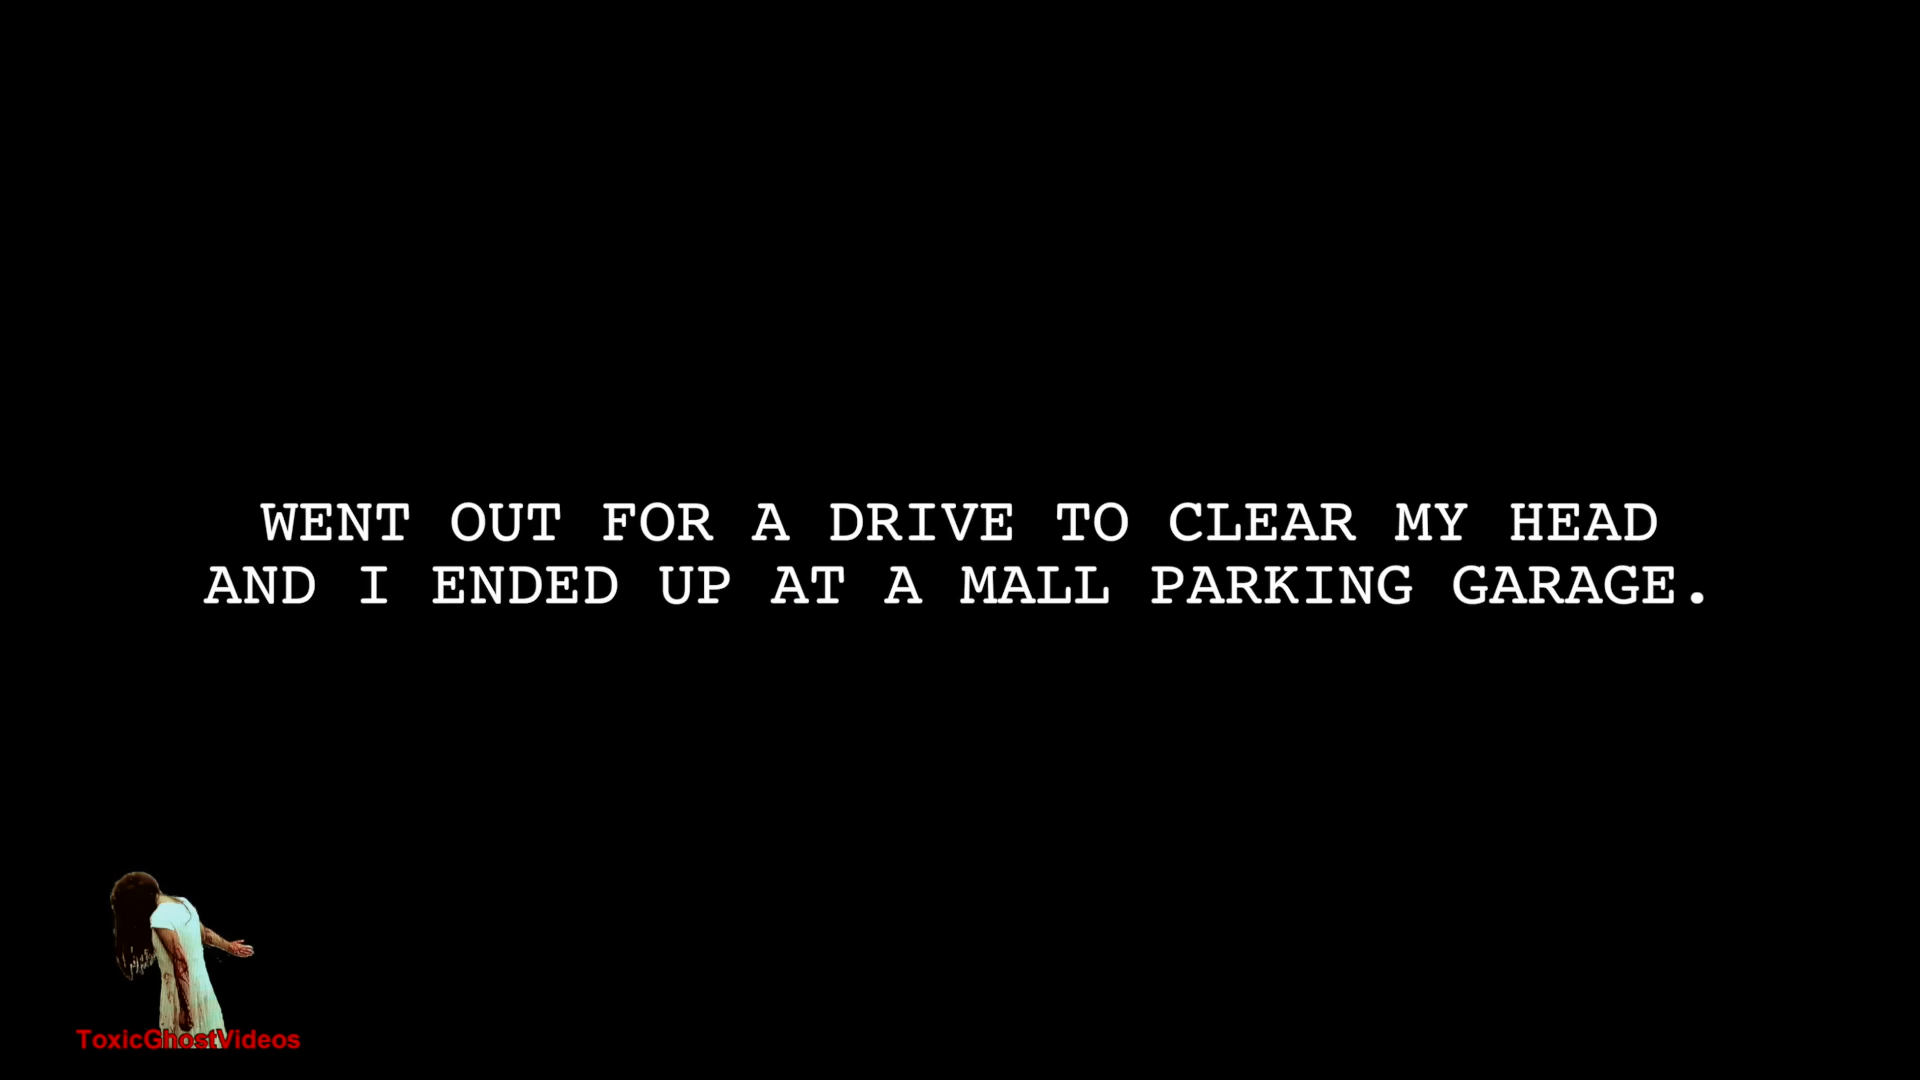 WENT OUT FOR A DRIVE TO CLEAR MY HEAD
AND I ENDED UP AT A MALL PARKING GARAGE.
ToxicGhostVideos